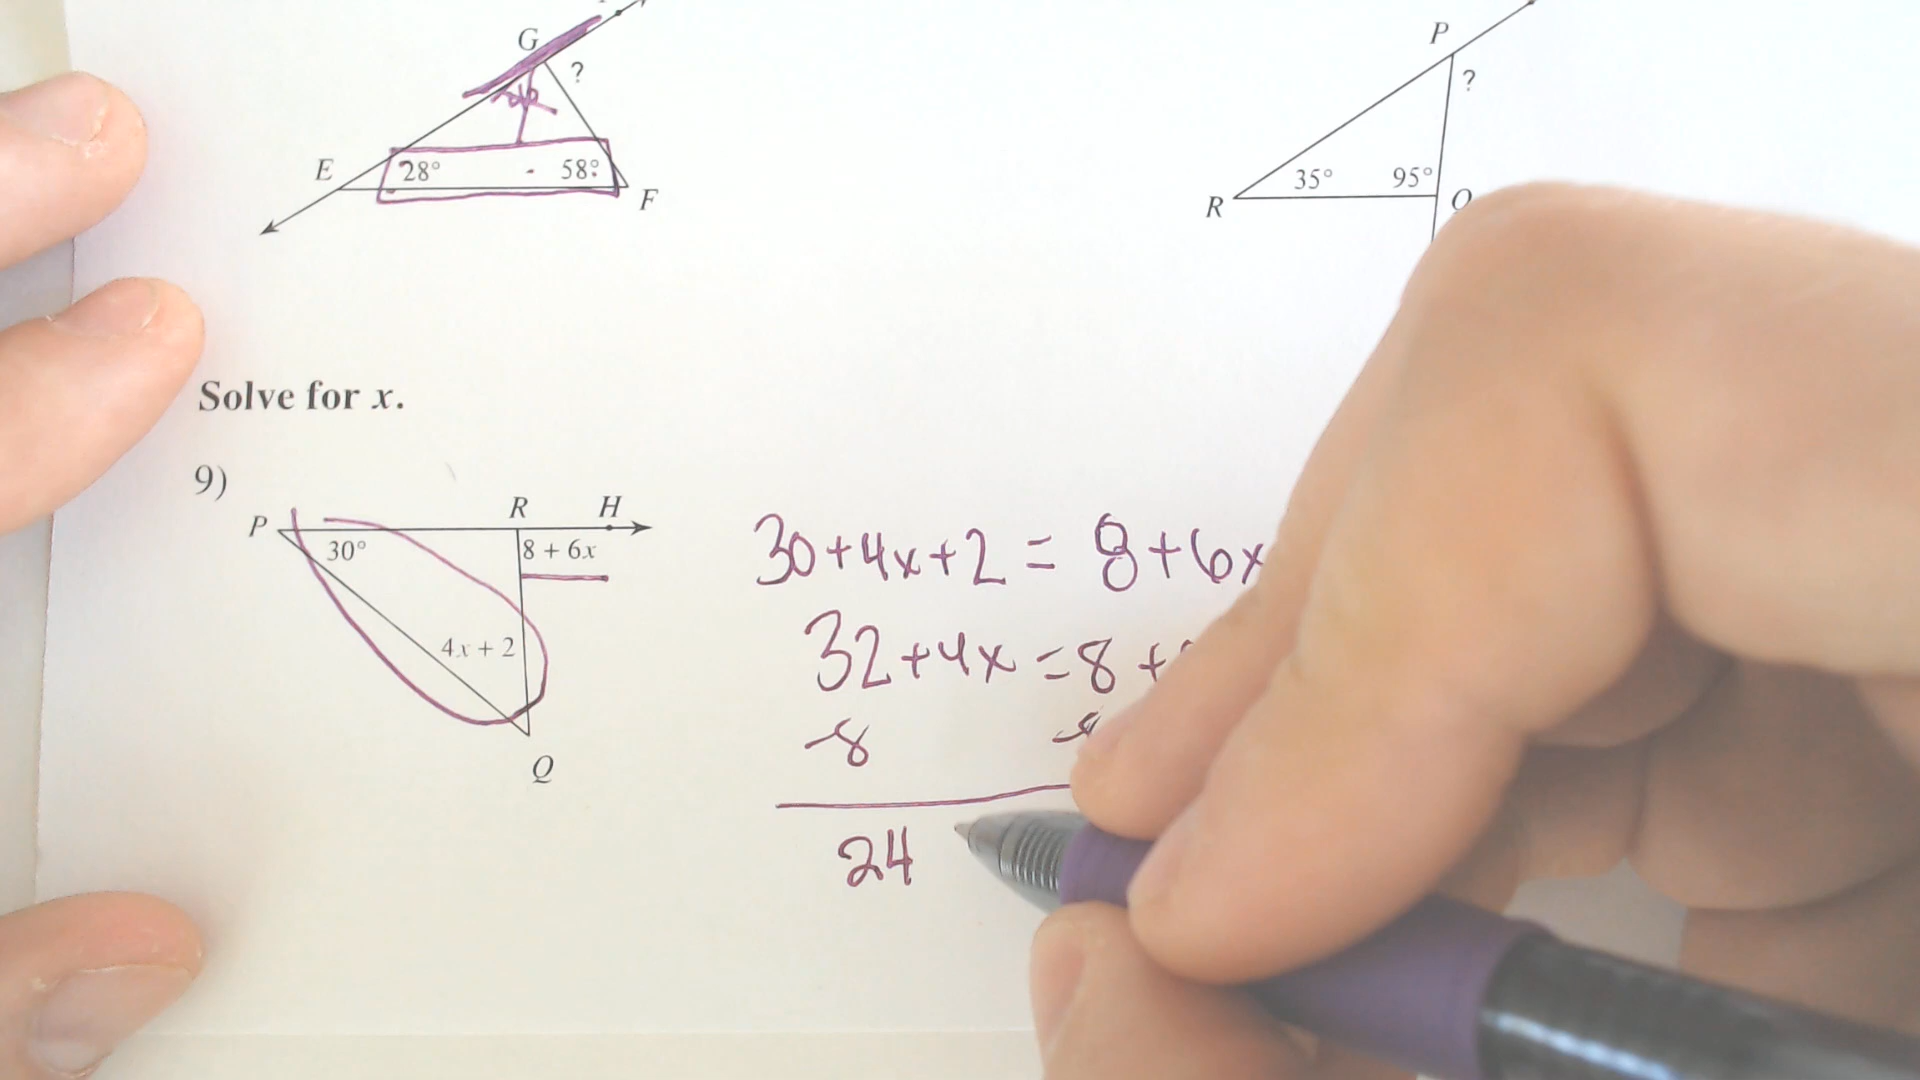 G
?
E
28°
58°
F
P
?
R
35°
95°
Q
Solve for x.
9)
P
R
H
30°
8 + 6x
4x + 2
Q
30+4x+2 = 8+6x
32+4x =8+
-8
24